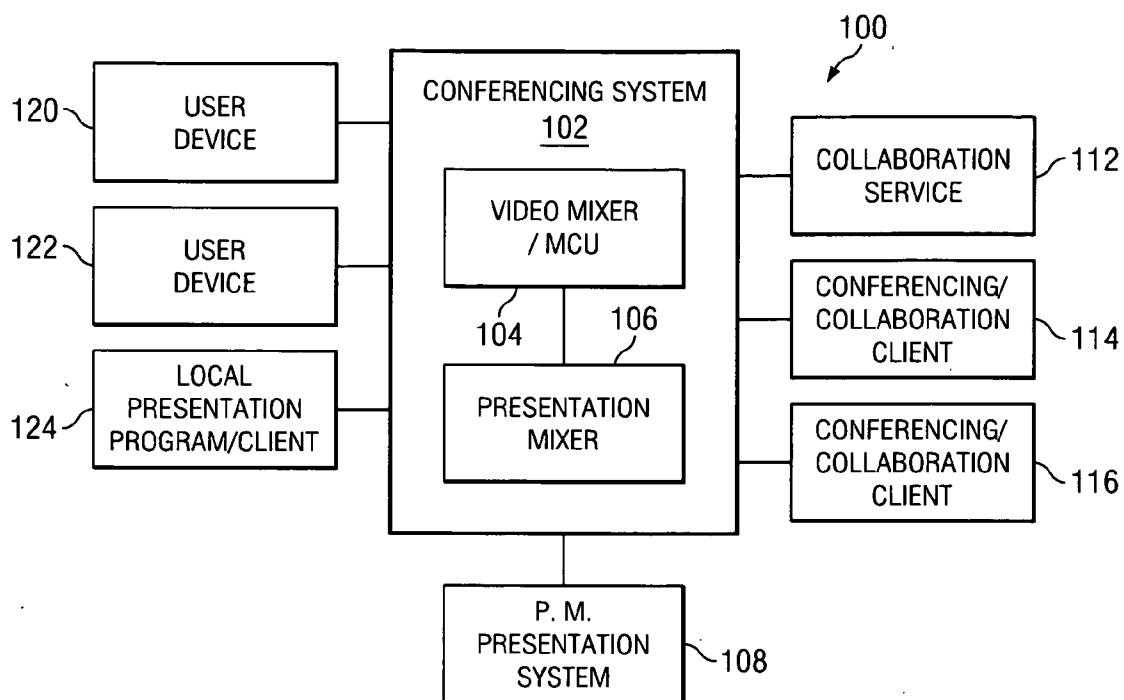 100
120
USER
DEVICE
122
USER
DEVICE
124
LOCAL
PRESENTATION
PROGRAM/CLIENT
CONFERENCING SYSTEM
102
VIDEO MIXER
/ MCU
104
106
PRESENTATION
MIXER
COLLABORATION
SERVICE
112
CONFERENCING/
COLLABORATION
CLIENT
114
CONFERENCING/
COLLABORATION
CLIENT
116
P. M.
PRESENTATION
SYSTEM
108